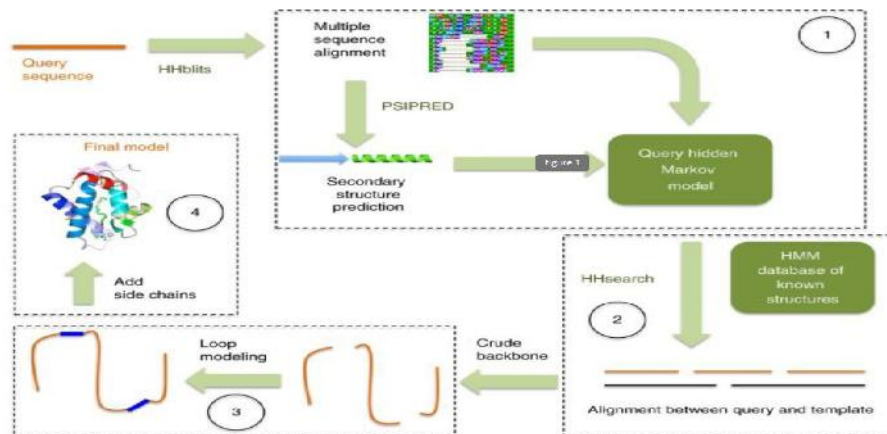 Query
sequence
HHblits
Multiple
sequence
alignment
1
PSIPRED
Secondary
structure
prediction
Figure 1
Query hidden
Markov
model
HHsearch
HMM
database of
known
structures
2
Alignment between query and template
Crude
backbone
Loop
modeling
3
Add
side chains
Final model
4